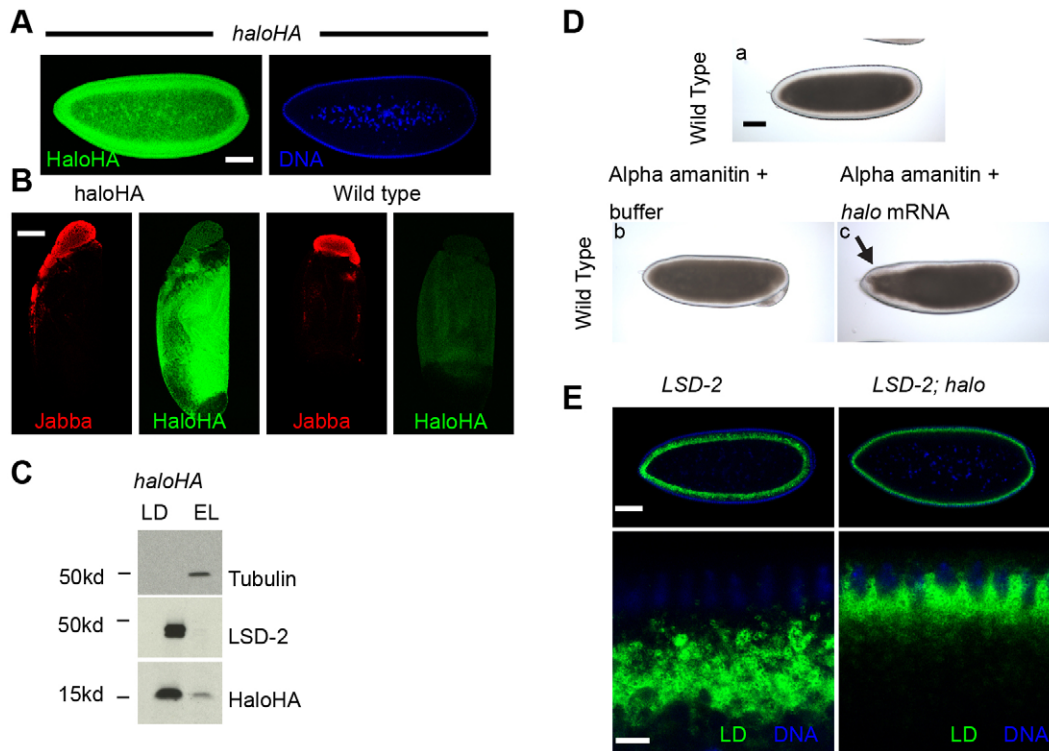 A
haloHA
HaloHA
DNA
B
haloHA
Wild type
Jabba
HaloHA
Jabba
HaloHA
C
haloHA
LD EL
50kd
Tubulin
50kd
LSD-2
15kd
HaloHA
D
Wild Type
a
Alpha amanitin +
buffer
Alpha amanitin +
halo mRNA
Wild Type
b
c
E
LSD-2
LSD-2; halo
LD DNA
LD DNA